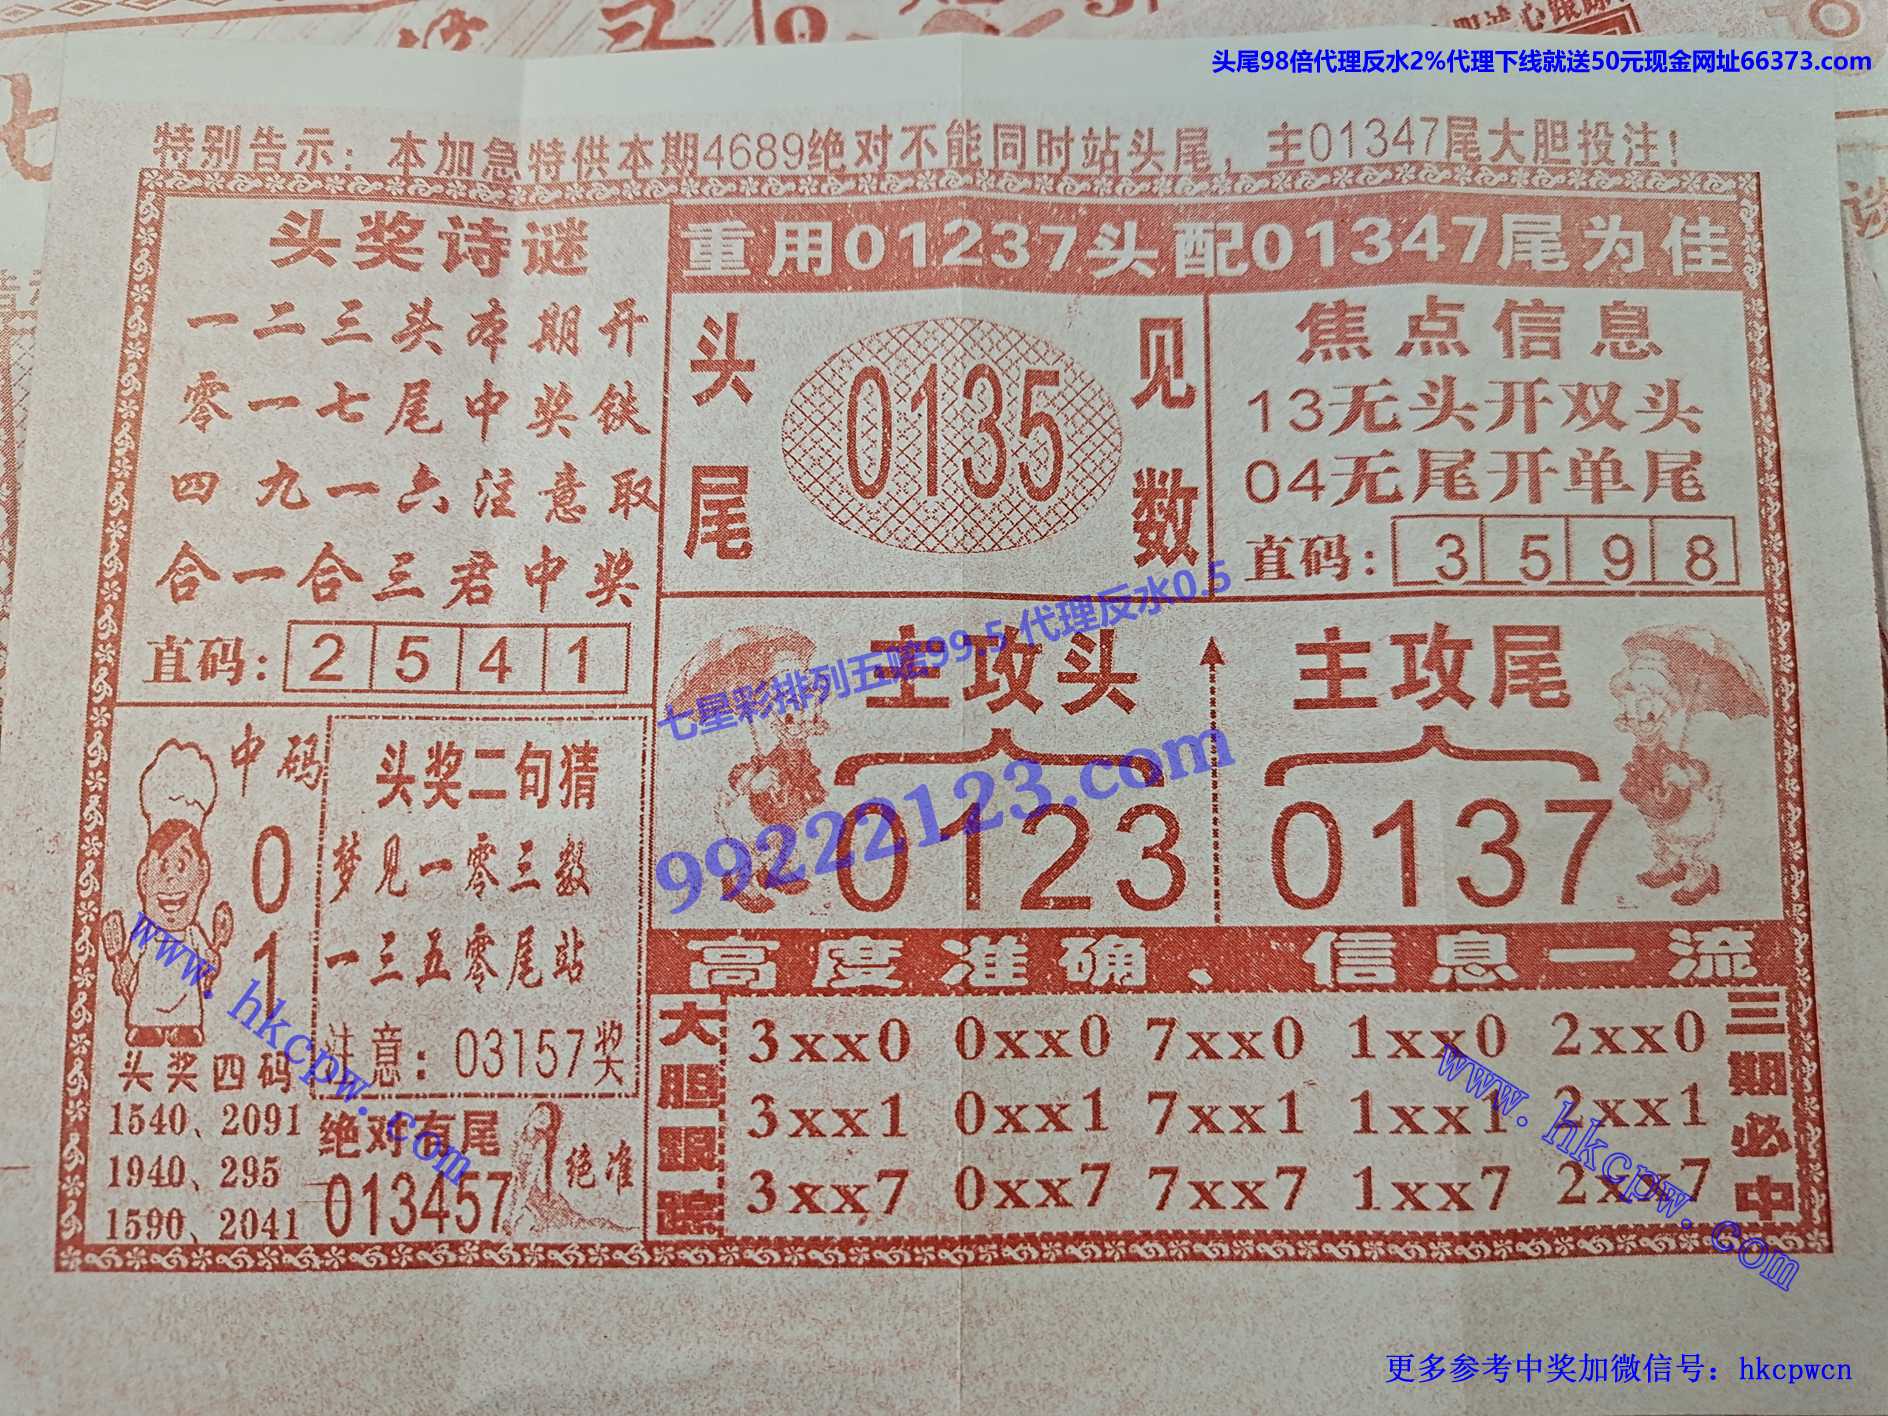 头尾98倍代理反水2%代理下线就送50元现金网址66373.com
特别告示：本加急特供本期4689绝对不能同时站头尾，主01347尾大胆投注！
头奖诗谜
一二三头本期开
零一七尾中奖铁
四九一六注意取
合一合三君中奖
直码：2 5 4 1
重用01237头配01347尾为佳
头尾
0135
见数
焦点信息
13无头开双头
04无尾开单尾
直码：3 5 9 8
七星彩排列五赔99.5 代理反水0.5
99222123.com
主攻头
0123
主攻尾
0137
中码
0
1
头奖四码
1540、2091
1940、295
1590、2041
头奖二句猜
梦见一零三数
一三五零尾站
注意：03157奖
绝对有尾
013457
绝准
高度准确、信息一流
大胆跟踪
3xx0 0xx0 7xx0 1xx0 2xx0
3xx1 0xx1 7xx1 1xx1 2xx1
3xx7 0xx7 7xx7 1xx7 2xx7
三期必中
www.hkcpw.com
www.hkcpw.com
更多参考中奖加微信号：hkcpwcn